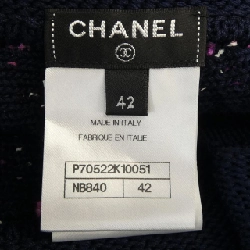 CHANEL
42
MADE IN ITALY
FABRIQUE EN ITALIE
P70522K10051
NB840 42